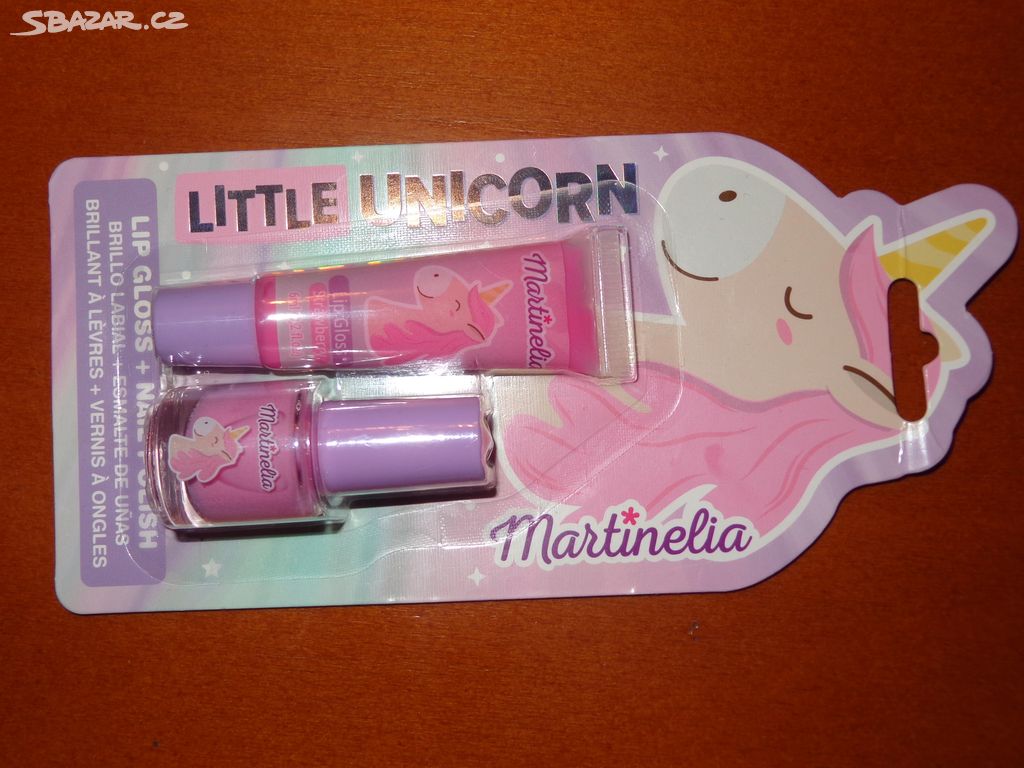 SBAZAR.CZ
LITTLE UNICORN
LIP GLOSS + NAIL POLISH
BRILLO LABIAL + ESMALTE DE UÑAS
BRILLANT À LÈVRES + VERNIS À ONGLES
Martinelia
Lip Gloss
Strawberry
Martinelia
Martinelia